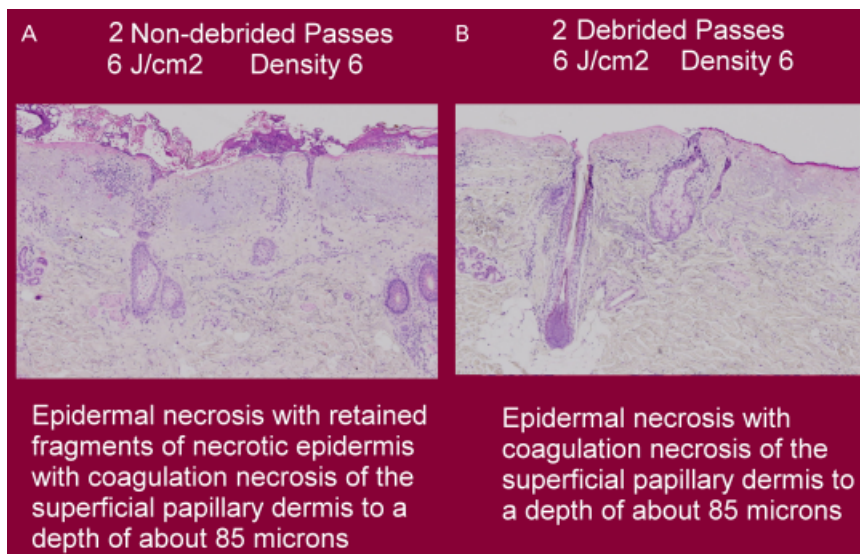 A
2 Non-debrided Passes
6 J/cm2 Density 6
Epidermal necrosis with retained
fragments of necrotic epidermis
with coagulation necrosis of the
superficial papillary dermis to a
depth of about 85 microns
B
2 Debrided Passes
6 J/cm2 Density 6
Epidermal necrosis with
coagulation necrosis of the
superficial papillary dermis to
a depth of about 85 microns